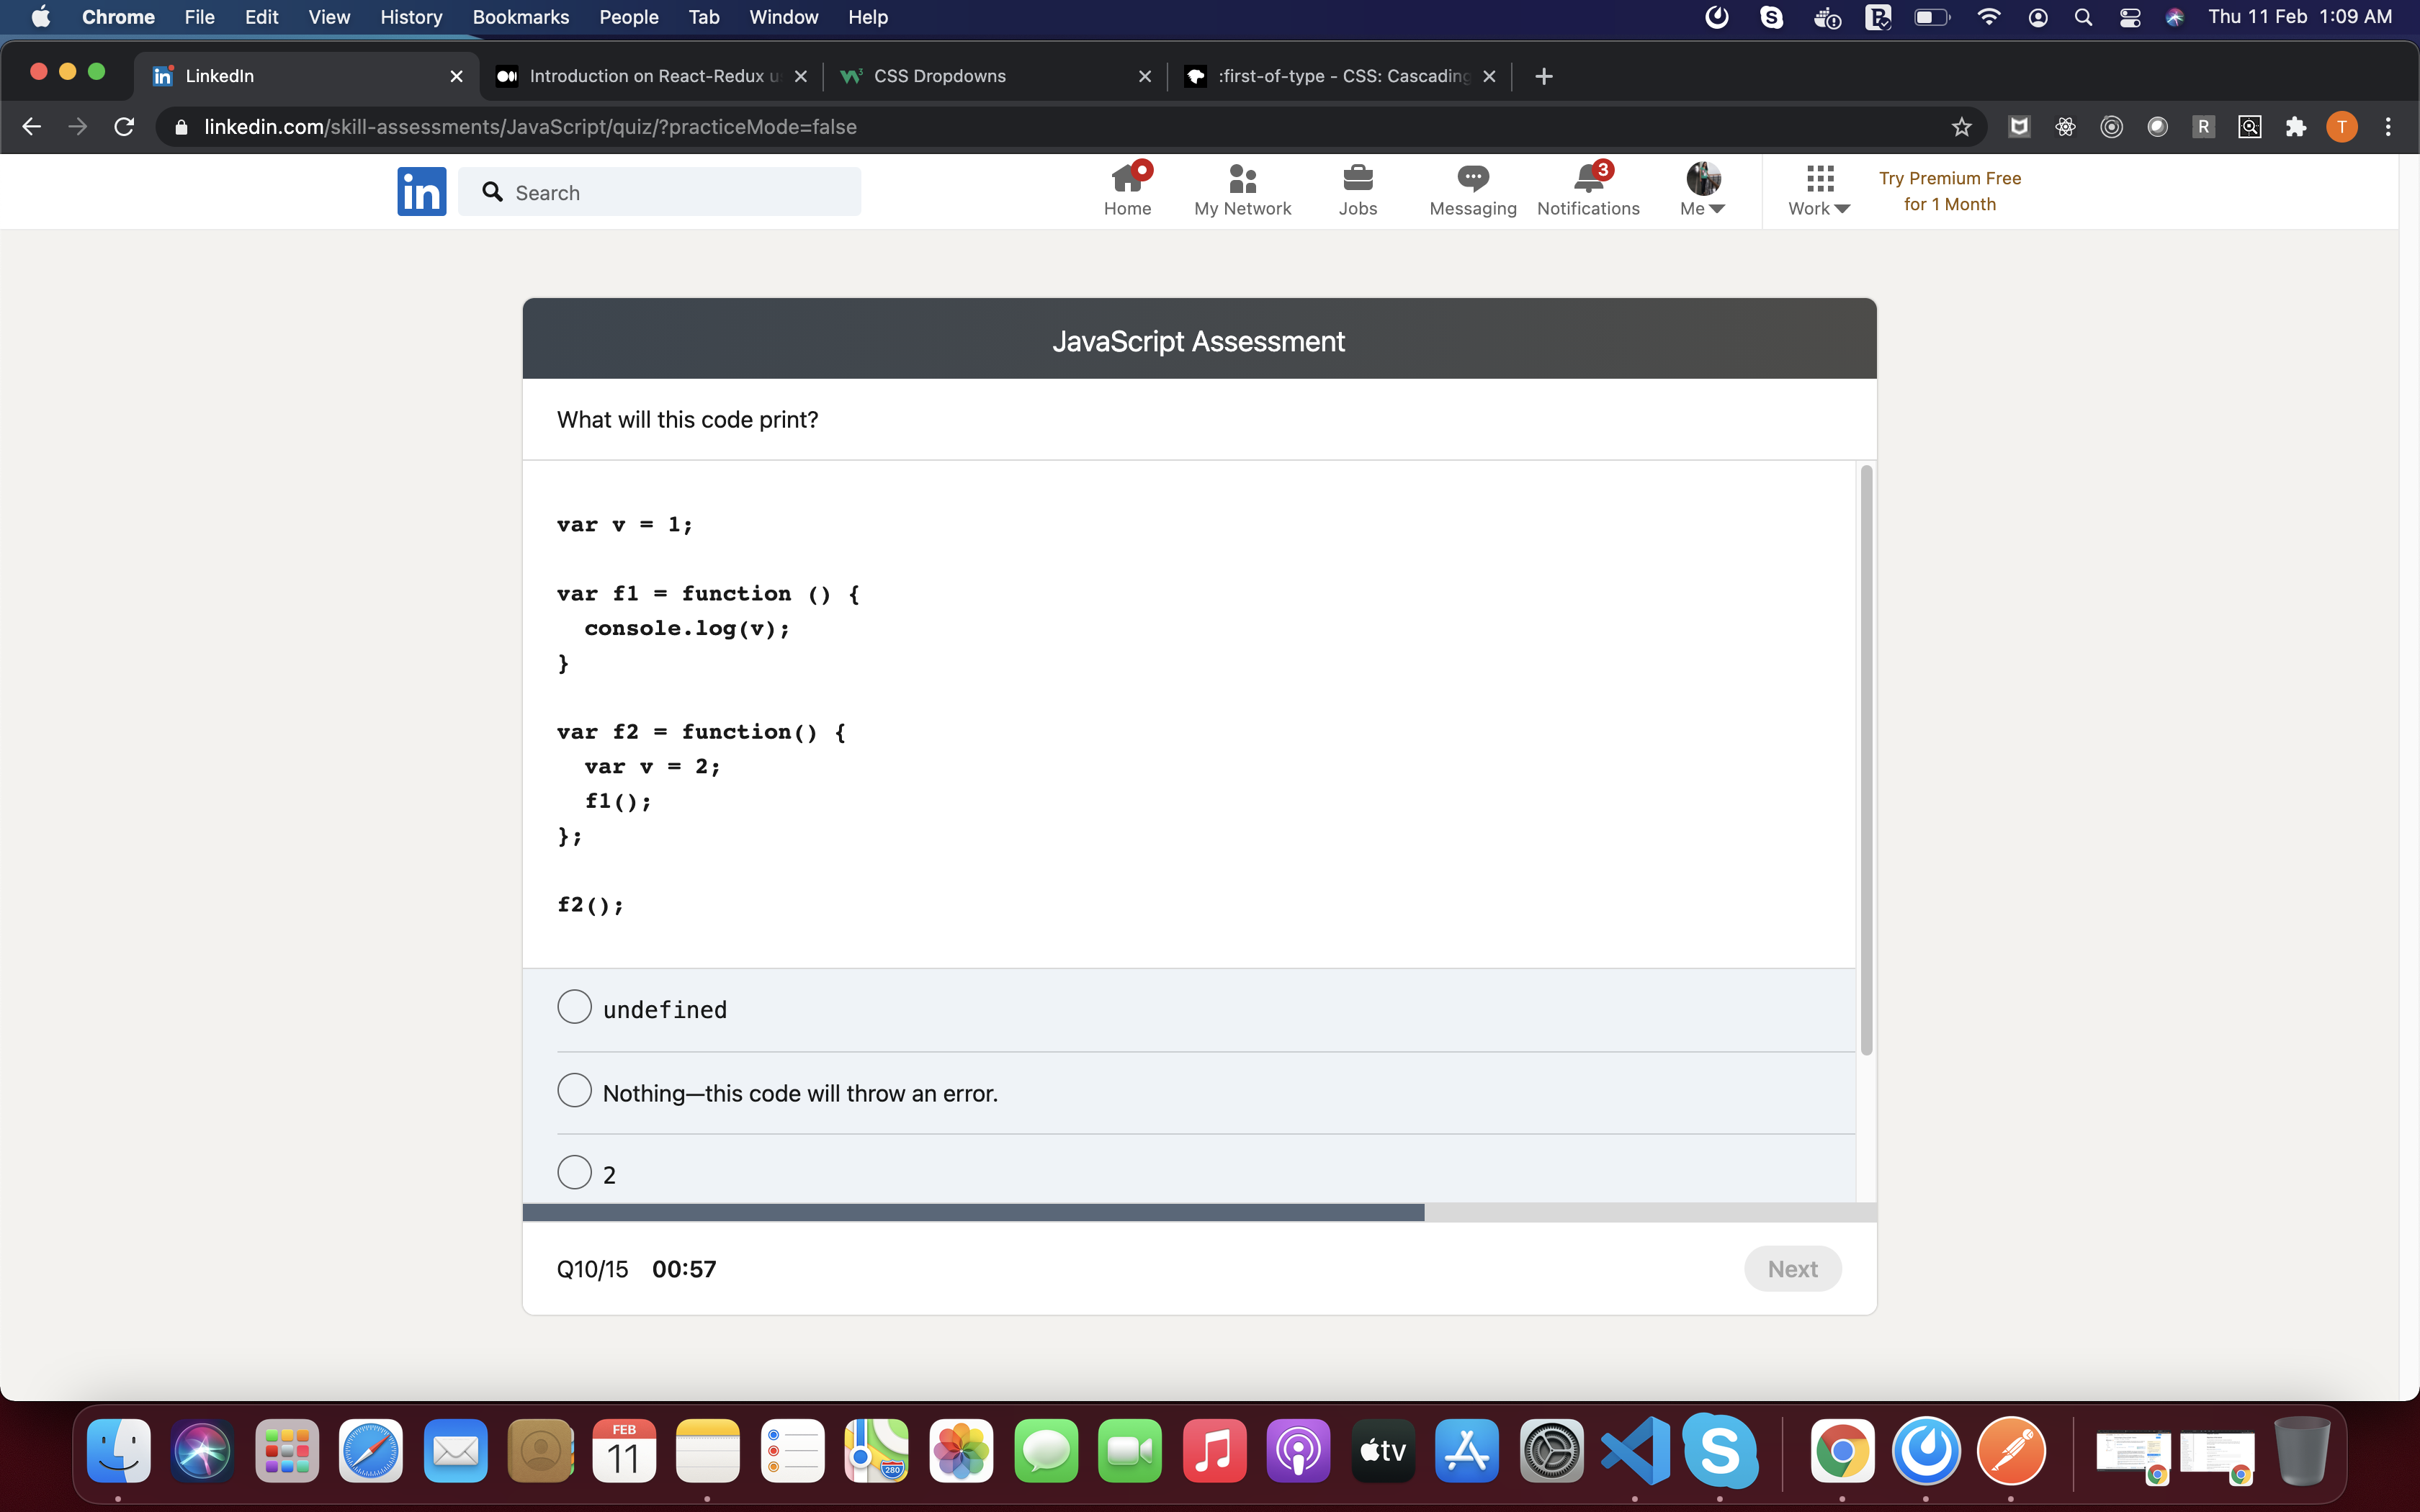 Chrome File Edit View History Bookmarks People Tab Window Help Thu 11 Feb 1:09 AM
LinkedIn Introduction on React-Redux CSS Dropdowns :first-of-type - CSS: Cascading
linkedin.com/skill-assessments/JavaScript/quiz/?practiceMode=false R T
in Search Home My Network Jobs Messaging 3 Notifications Me Work Try Premium Free
for 1 Month
JavaScript Assessment
What will this code print?
var v = 1;
var f1 = function () {
console.log(v);
}
var f2 = function() {
var v = 2;
f1();
};
f2();
undefined
Nothing—this code will throw an error.
2
Q10/15 00:57 Next
FEB
11
280
tv
S